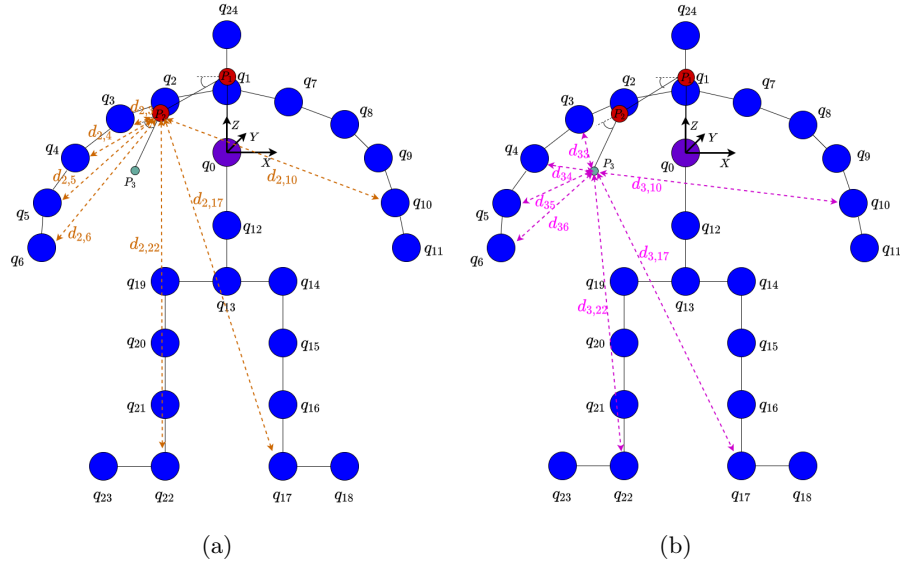 q24
q2
P1
q1
q7
q3
d2,3
P2
q8
q4
d2,4
Z
Y
X
q9
d2,5
P3
q0
d2,10
q5
d2,17
q10
d2,6
q12
q6
d2,22
q11
q19
q13
q14
q20
q15
q21
q16
q23
q22
q17
q18
(a)
q24
q2
P1
q1
q7
q3
q8
q4
d33
Z
Y
X
q9
P3
q0
d34
d3,10
q5
d35
q10
d36
q12
q6
d3,17
q11
q19
q13
q14
d3,22
q20
q15
q21
q16
q23
q22
q17
q18
(b)